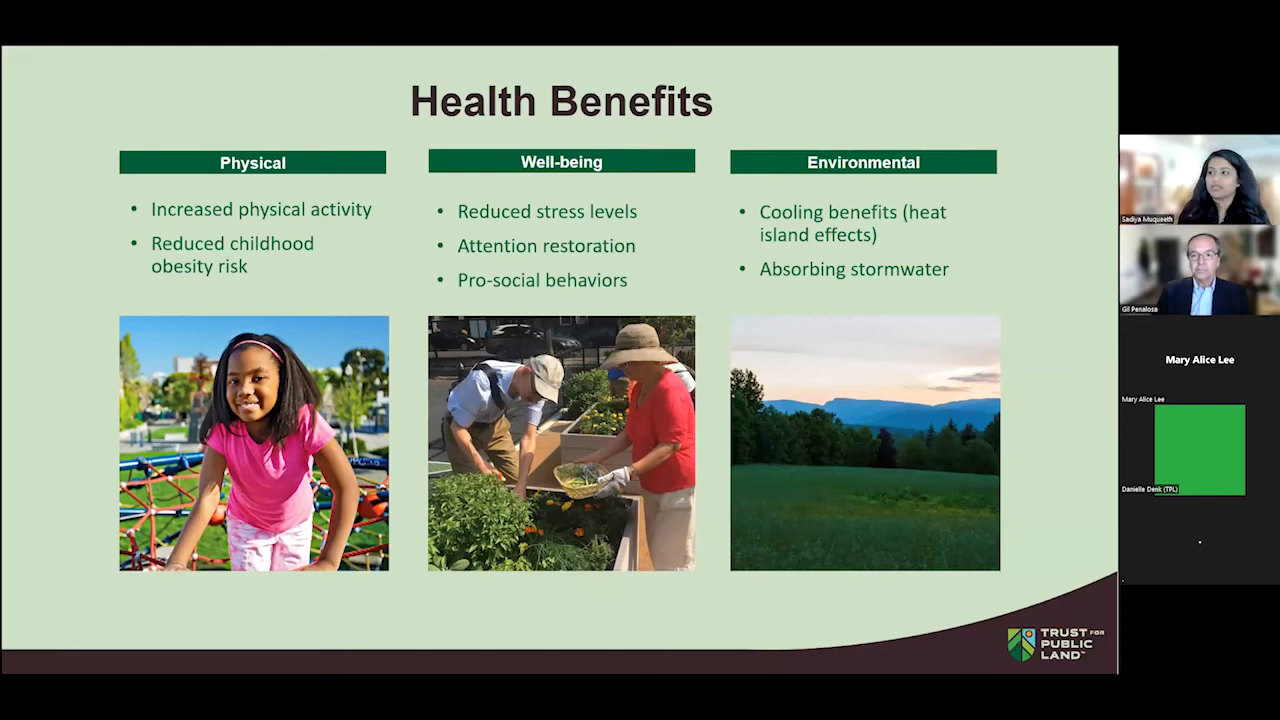 Health Benefits
Physical
• Increased physical activity
• Reduced childhood
obesity risk
Well-being
• Reduced stress levels
• Attention restoration
• Pro-social behaviors
Environmental
• Cooling benefits (heat
island effects)
• Absorbing stormwater
TRUST FOR
PUBLIC
LAND™
Sadiya Muqueeth
Gil Penalosa
Mary Alice Lee
Mary Alice Lee
Danielle Denk (TPL)